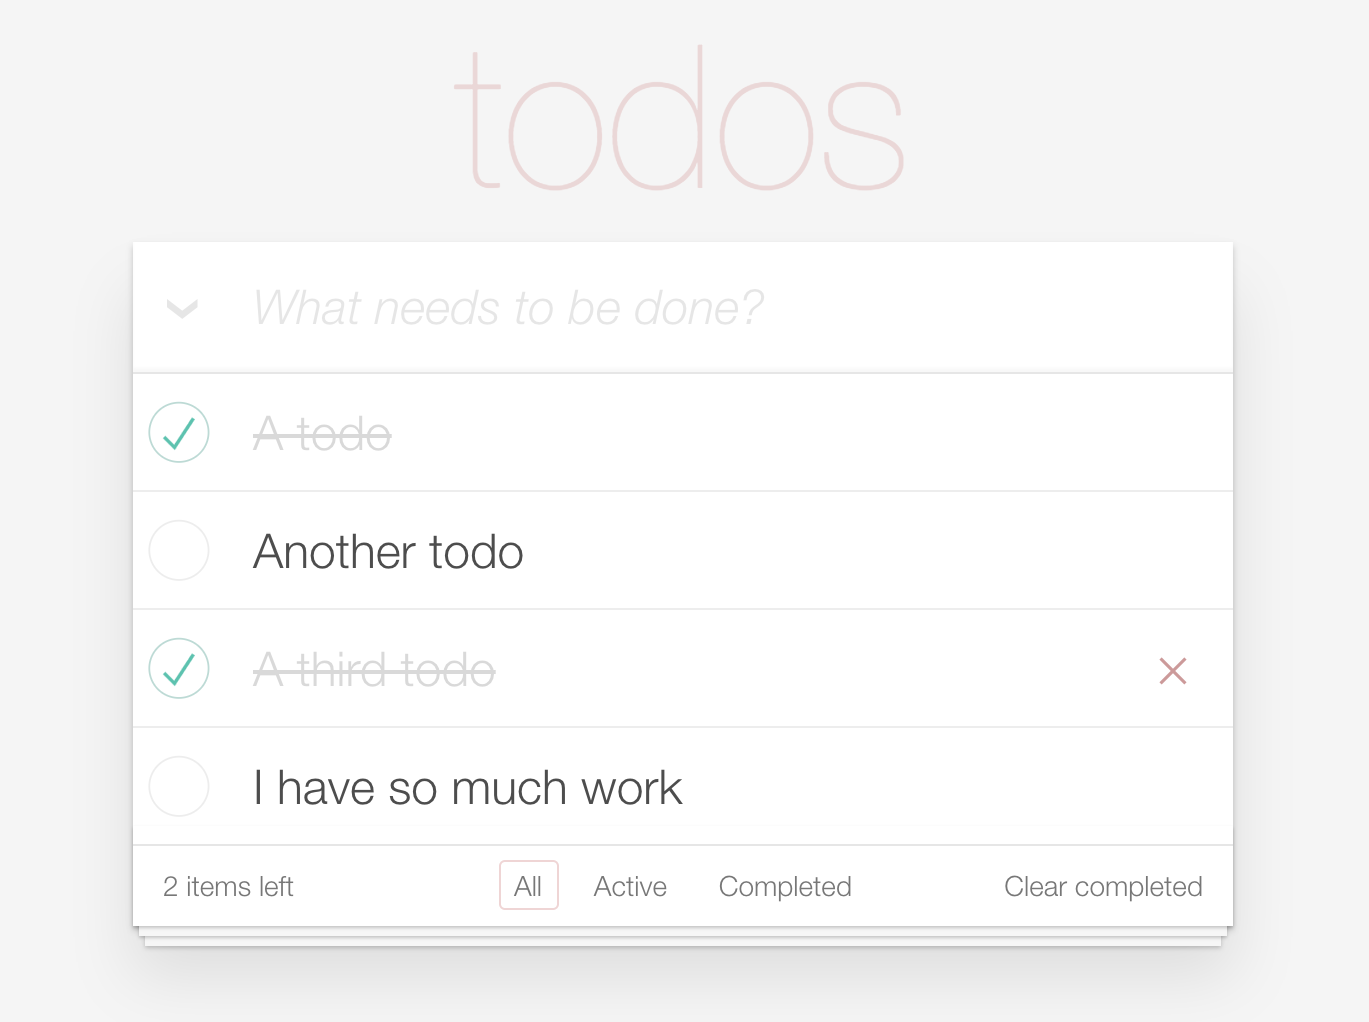 todos
What needs to be done?
A todo
Another todo
A third todo
I have so much work
2 items left All Active Completed Clear completed